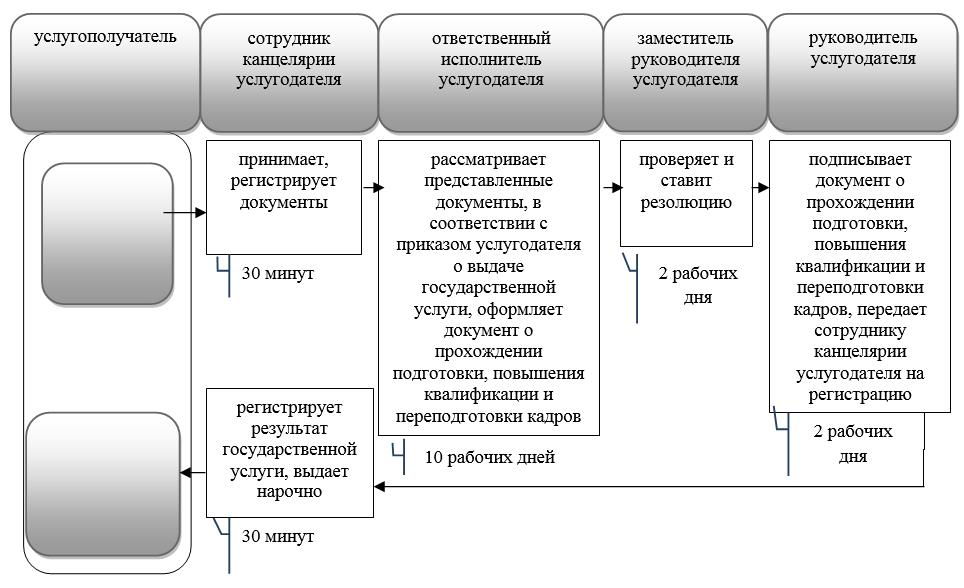 услугополучатель
сотрудник
канцелярии
услугодателя
ответственный
исполнитель
услугодателя
заместитель
руководителя
услугодателя
руководитель
услугодателя
принимает,
регистрирует
документы
30 минут
рассматривает
представленные
документы, в
соответствии с
приказом услугодателя
о выдаче
государственной
услуги, оформляет
документ о
прохождении
подготовки, повышения
квалификации и
переподготовки кадров
10 рабочих дней
проверяет и
ставит
резолюцию
2 рабочих
дня
подписывает
документ о
прохождении
подготовки,
повышения
квалификации и
переподготовки
кадров, передает
сотруднику
канцелярии
услугодателя на
регистрацию
2 рабочих
дня
регистрирует
результат
государственной
услуги, выдает
нарочно
30 минут